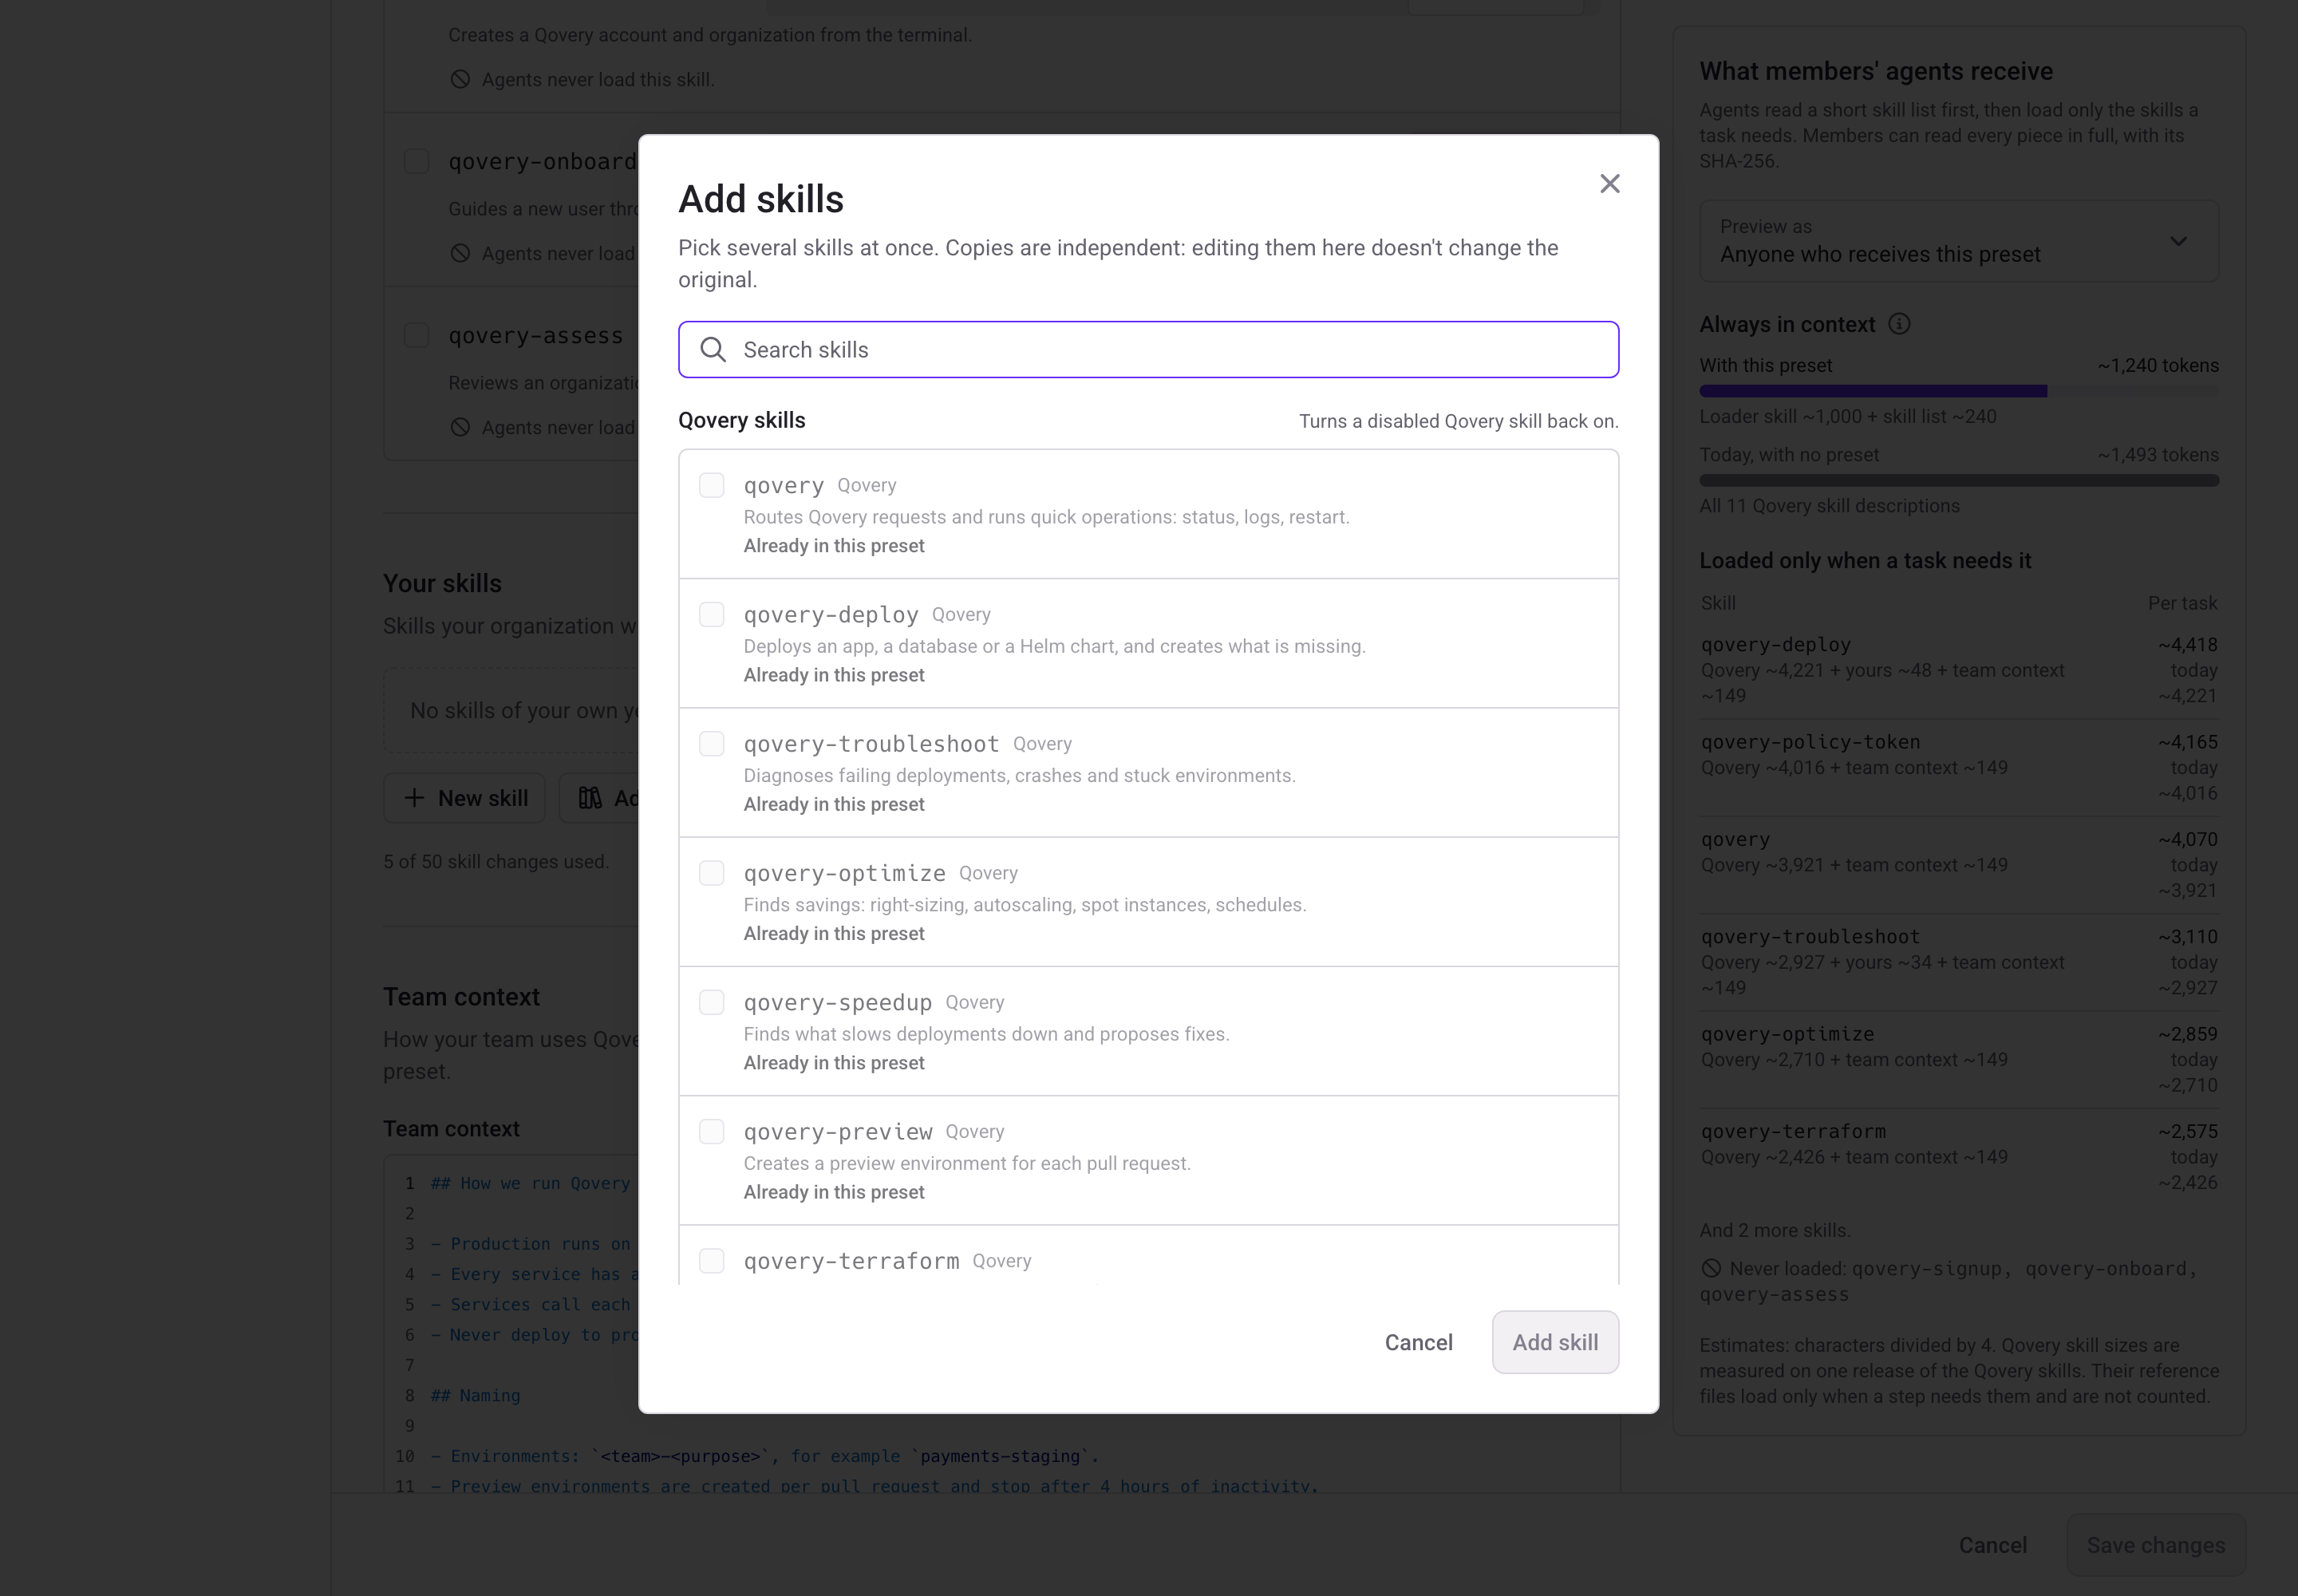 Creates a Qovery account and organization from the terminal.
Agents never load this skill.
qovery-onboard
Guides a new user thr
Agents never load
qovery-assess
Reviews an organizati
Agents never load
Your skills
Skills your organization w
No skills of your own ye
New skill
Ad
5 of 50 skill changes used.
Team context
How your team uses Qove
preset.
Team context
1 ## How we run Qovery
2
3 - Production runs on
4 - Every service has a
5 - Services call each
6 - Never deploy to pro
7
8 ## Naming
9
10 - Environments: `<team>-<purpose>`, for example `payments-staging`.
11 - Preview environments are created per pull request and stop after 4 hours of inactivity.
Add skills
Pick several skills at once. Copies are independent: editing them here doesn't change the
original.
Search skills
Qovery skills
Turns a disabled Qovery skill back on.
qovery Qovery
Routes Qovery requests and runs quick operations: status, logs, restart.
Already in this preset
qovery-deploy Qovery
Deploys an app, a database or a Helm chart, and creates what is missing.
Already in this preset
qovery-troubleshoot Qovery
Diagnoses failing deployments, crashes and stuck environments.
Already in this preset
qovery-optimize Qovery
Finds savings: right-sizing, autoscaling, spot instances, schedules.
Already in this preset
qovery-speedup Qovery
Finds what slows deployments down and proposes fixes.
Already in this preset
qovery-preview Qovery
Creates a preview environment for each pull request.
Already in this preset
qovery-terraform Qovery
Cancel
Add skill
What members' agents receive
Agents read a short skill list first, then load only the skills a
task needs. Members can read every piece in full, with its
SHA-256.
Preview as
Anyone who receives this preset
Always in context
With this preset ~1,240 tokens
Loader skill ~1,000 + skill list ~240
Today, with no preset ~1,493 tokens
All 11 Qovery skill descriptions
Loaded only when a task needs it
Skill Per task
qovery-deploy ~4,418
Qovery ~4,221 + yours ~48 + team context today
~149 ~4,221
qovery-policy-token ~4,165
Qovery ~4,016 + team context ~149 today
~4,016
qovery ~4,070
Qovery ~3,921 + team context ~149 today
~3,921
qovery-troubleshoot ~3,110
Qovery ~2,927 + yours ~34 + team context today
~149 ~2,927
qovery-optimize ~2,859
Qovery ~2,710 + team context ~149 today
~2,710
qovery-terraform ~2,575
Qovery ~2,426 + team context ~149 today
~2,426
And 2 more skills.
Never loaded: qovery-signup, qovery-onboard,
qovery-assess
Estimates: characters divided by 4. Qovery skill sizes are
measured on one release of the Qovery skills. Their reference
files load only when a step needs them and are not counted.
Cancel
Save changes